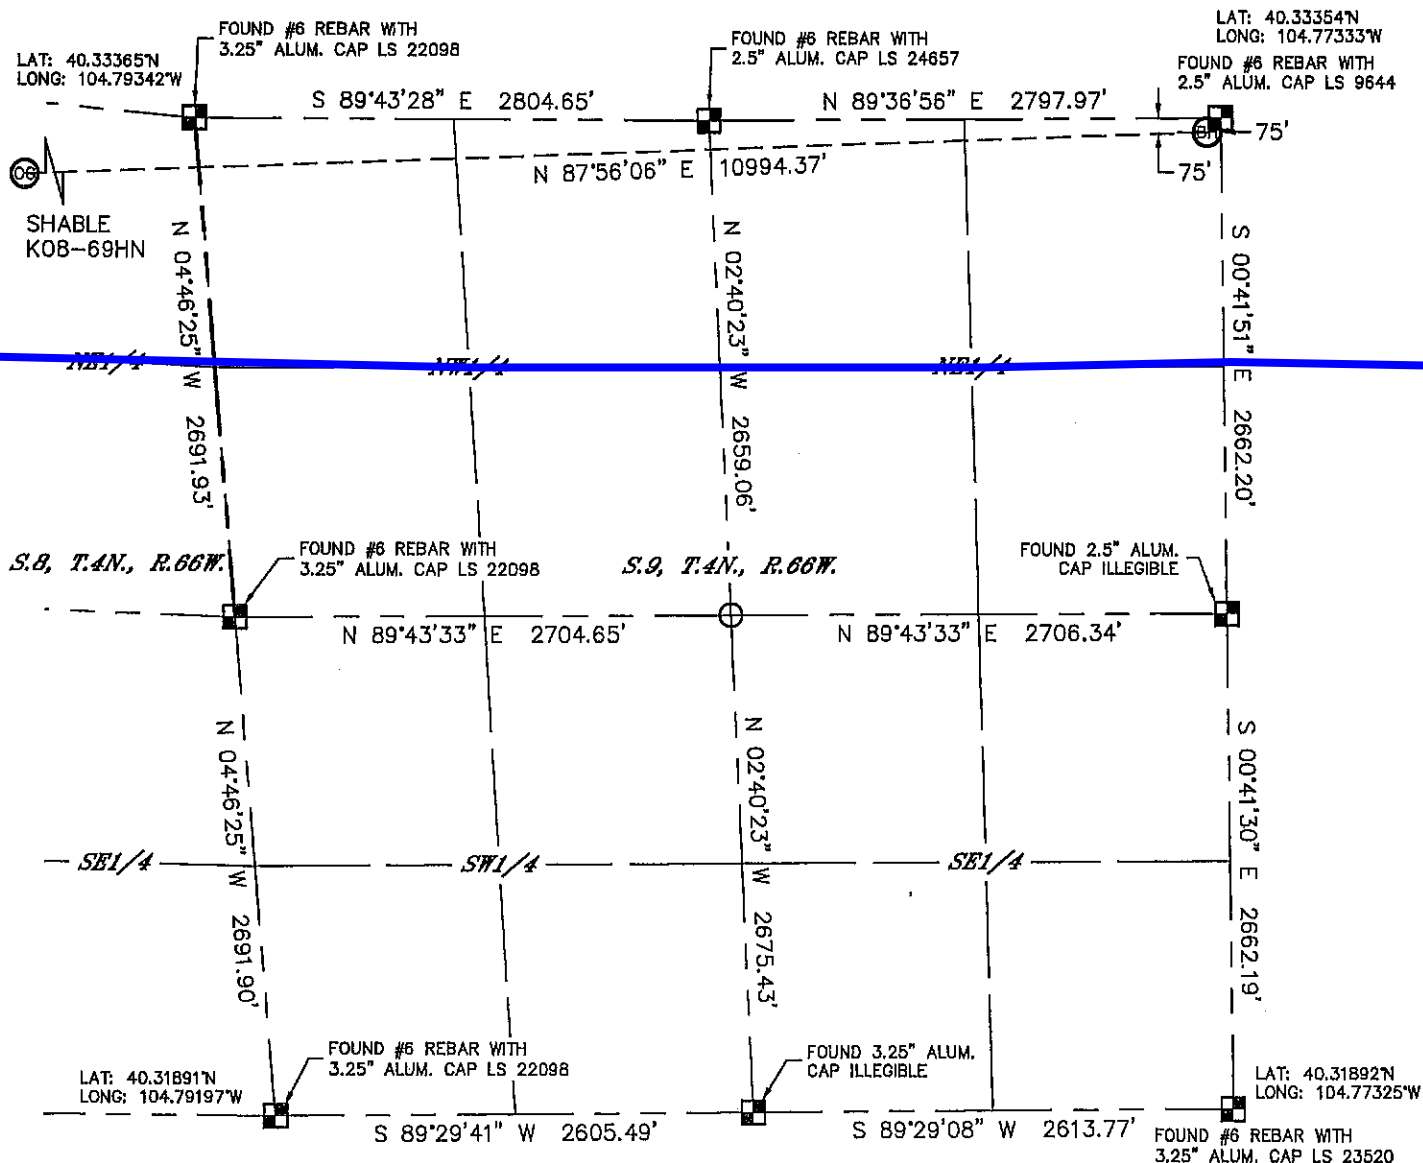 LAT: 40.33365°N
LONG: 104.79342°W
FOUND #6 REBAR WITH
3.25" ALUM. CAP LS 22098
FOUND #6 REBAR WITH
2.5" ALUM. CAP LS 24657
LAT: 40.33354°N
LONG: 104.77333°W
FOUND #6 REBAR WITH
2.5" ALUM. CAP LS 9644
S 89°43'28" E 2804.65'
N 89°36'56" E 2797.97'
BH
75'
75'
N 87°56'06" E 10994.37'
SHABLE
K08-69HN
N 04°46'25" W 2691.93'
N 02°40'23" W 2659.06'
S 00°41'51" E 2662.20'
NE1/4
NW1/4
NE1/4
S.8, T.4N., R.66W.
FOUND #6 REBAR WITH
3.25" ALUM. CAP LS 22098
S.9, T.4N., R.66W.
FOUND 2.5" ALUM.
CAP ILLEGIBLE
N 89°43'33" E 2704.65'
N 89°43'33" E 2706.34'
N 04°46'25" W 2691.90'
N 02°40'23" W 2675.43'
S 00°41'30" E 2662.19'
SE1/4
SW1/4
SE1/4
FOUND #6 REBAR WITH
3.25" ALUM. CAP LS 22098
FOUND 3.25" ALUM.
CAP ILLEGIBLE
LAT: 40.31891°N
LONG: 104.79197°W
LAT: 40.31892°N
LONG: 104.77325°W
S 89°29'41" W 2605.49'
S 89°29'08" W 2613.77'
FOUND #6 REBAR WITH
3.25" ALUM. CAP LS 23520